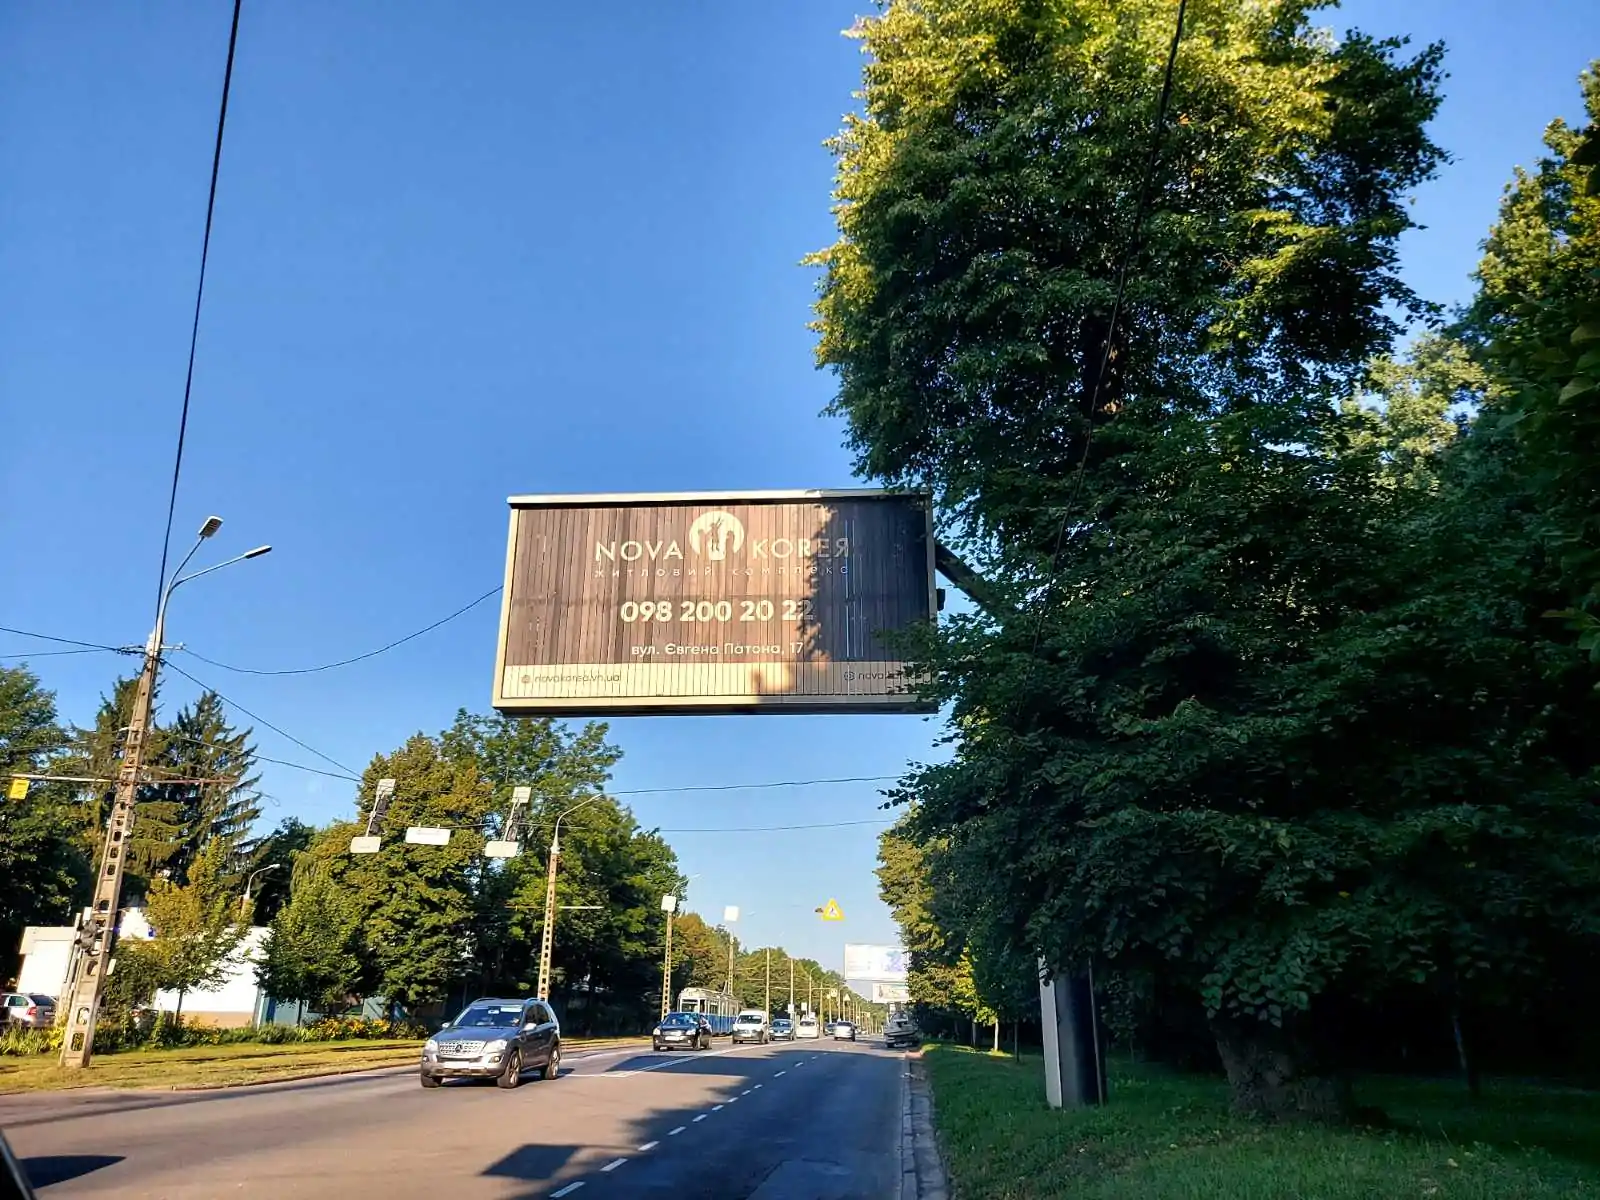 NOVA KOREЯ
житловий комплекс
098 200 20 22
вул. Євгена Патона, 17
novakorea.vn.ua